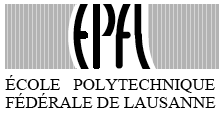 EPFL
ÉCOLE POLYTECHNIQUE
FÉDÉRALE DE LAUSANNE